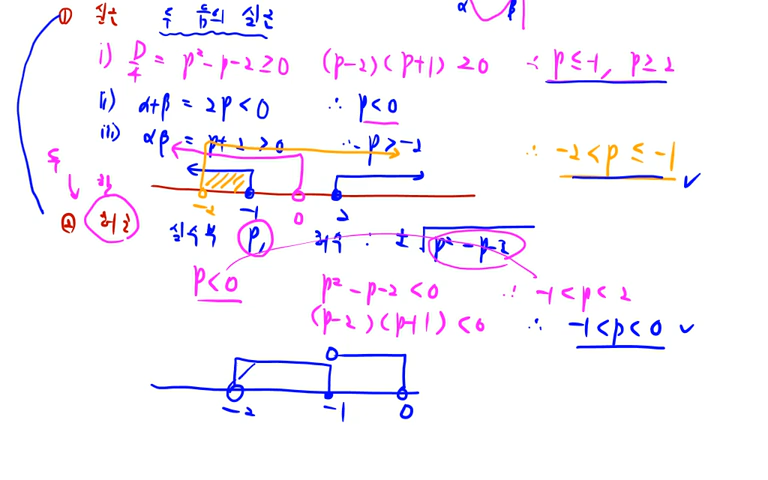 α β
① 실근 두 음의 실근
i) D/4 = p²-p-2≥0 (p-2)(p+1)≥0 ∴ p≤-1, p≥2
ii) α+β = 2p<0 ∴ p<0
iii) αβ = p+2>0 ∴ p>-2 ∴ -2<p≤-1
-2 -1 0 2
② 허근 실수부 p, 허수 ∴ ±√p²-p-2
p<0 p²-p-2<0 ∴ -1<p<2
(p-2)(p+1)<0 ∴ -1<p<0
-2 -1 0